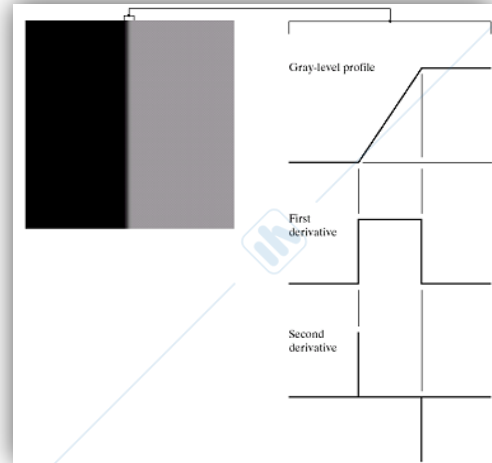 Gray-level profile
First
derivative
Second
derivative